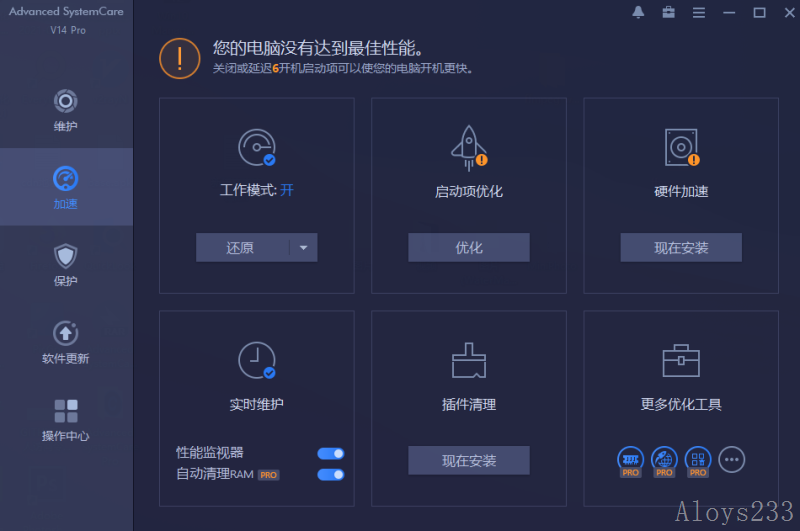 Advanced SystemCare
V14 Pro
维护
加速
保护
软件更新
操作中心
您的电脑没有达到最佳性能。
关闭或延迟6开机启动项可以使您的电脑开机更快。
工作模式: 开
还原
启动项优化
优化
硬件加速
现在安装
实时维护
性能监视器
自动清理RAM PRO
插件清理
现在安装
更多优化工具
PRO PRO PRO
Aloys233